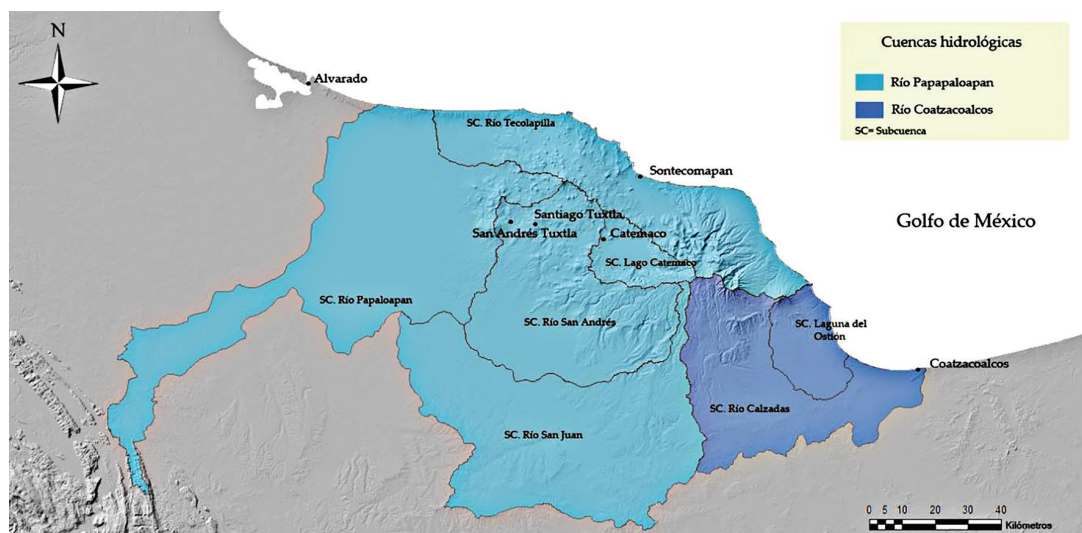 N
Alvarado
Cuencas hidrológicas
Río Papapaloapan
Río Coatzacoalcos
SC= Subcuenca
SC. Río Tecolapilla
Sontecomapan
Golfo de México
Santiago Tuxtla
San Andrés Tuxtla
Catemaco
SC. Lago Catemaco
SC. Río Papaloapan
SC. Río San Andrés
SC. Laguna del
Ostión
Coatzacoalcos
SC. Río Calzadas
SC. Río San Juan
0 5 10 20 30 40
Kilómetros